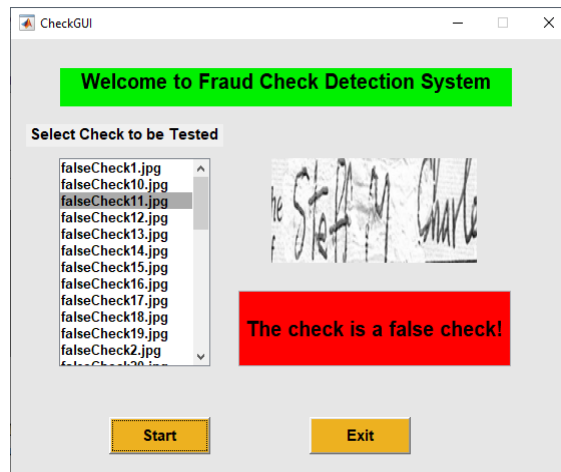 CheckGUI
Welcome to Fraud Check Detection System
Select Check to be Tested
falseCheck1.jpg
falseCheck10.jpg
falseCheck11.jpg
falseCheck12.jpg
falseCheck13.jpg
falseCheck14.jpg
falseCheck15.jpg
falseCheck16.jpg
falseCheck17.jpg
falseCheck18.jpg
falseCheck19.jpg
falseCheck2.jpg
The check is a false check!
Start
Exit